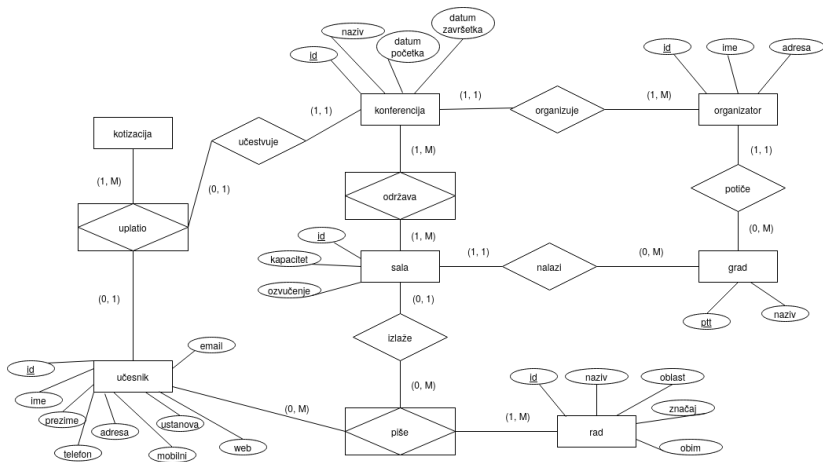 datum
završetka
naziv
datum
početka
id
id
ime
adresa
konferencija
(1, 1)
organizuje
(1, M)
organizator
(1, 1)
kotizacija
učestvuje
(1, M)
(1, 1)
(1, M)
(0, 1)
održava
potiče
uplatio
id
(1, M)
(0, M)
kapacitet
sala
(1, 1)
nalazi
(0, M)
grad
ozvučenje
(0, 1)
(0, 1)
ptt
naziv
izlaže
email
id
učesnik
(0, M)
id
naziv
oblast
ime
(0, M)
(1, M)
značaj
prezime
adresa
ustanova
piše
rad
telefon
mobilni
web
obim